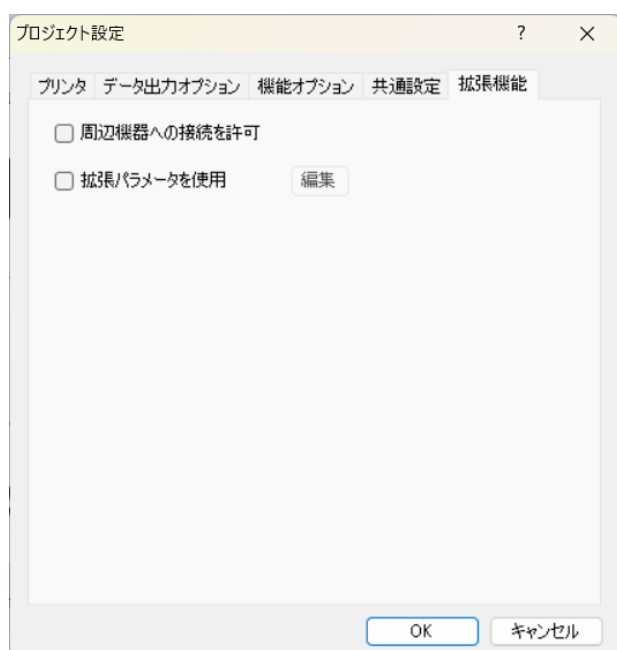 プロジェクト設定 ?
プリンタ データ出力オプション 機能オプション 共通設定 拡張機能
周辺機器への接続を許可
拡張パラメータを使用 編集
OK キャンセル